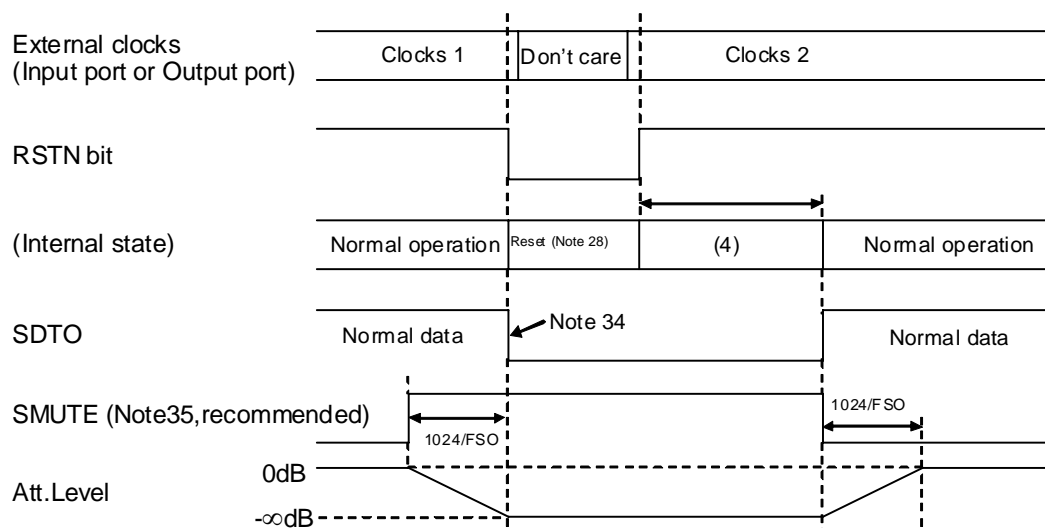 External clocks
(Input port or Output port)
Clocks 1
Don't care
Clocks 2
RSTN bit
(Internal state)
Normal operation
Reset (Note 28)
(4)
Normal operation
SDTO
Normal data
Note 34
Normal data
SMUTE (Note35,recommended)
1024/FSO
1024/FSO
0dB
Att.Level
-∞dB